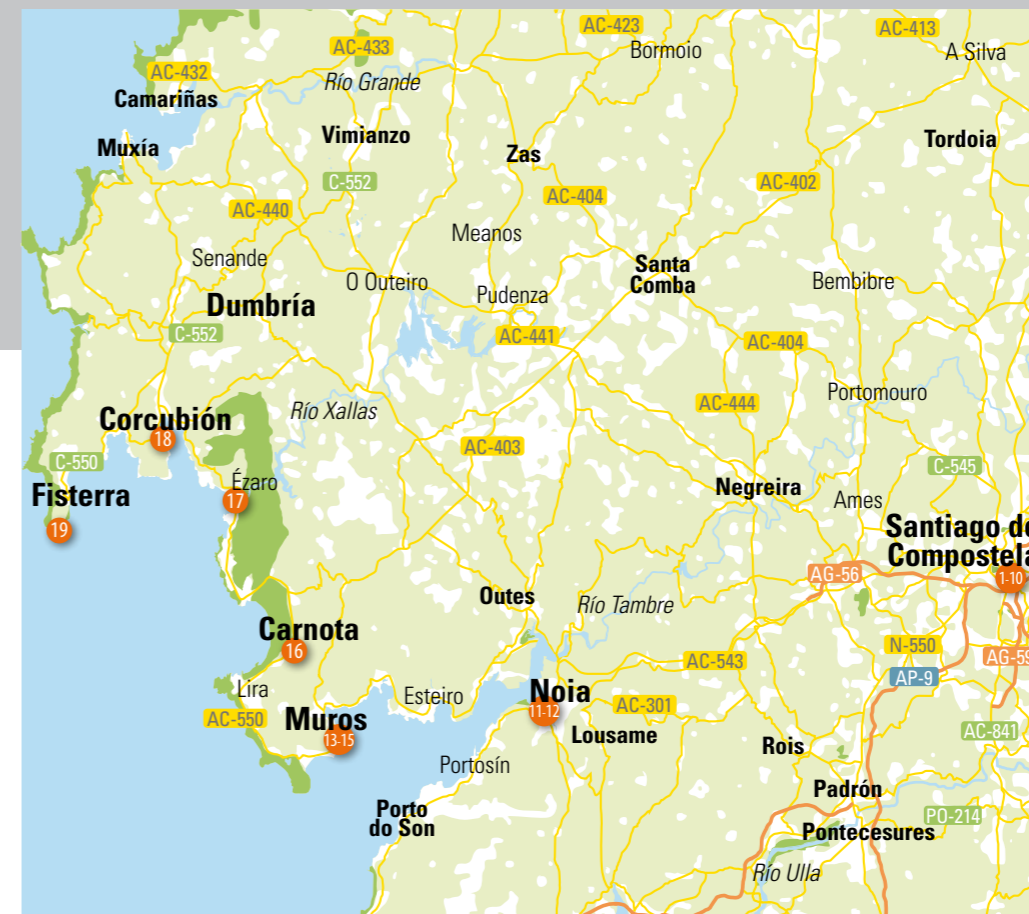 AC-423
AC-413
AC-433
Bormoio
A Silva
AC-432
Río Grande
Camariñas
Vimianzo
Tordoia
Muxía
Zas
C-552
AC-402
AC-404
AC-440
Meanos
Senande
Santa
Comba
O Outeiro
Bembibre
Pudenza
Dumbría
C-552
AC-441
AC-404
Portomouro
AC-444
Río Xallas
Corcubión
18
AC-403
C-550
C-545
Ézaro
Negreira
Fisterra
17
Ames
19
Santiago de
Compostela
AG-56
1-10
Outes
Río Tambre
Carnota
N-550
16
AC-543
AG-59
AP-9
Lira
Noia
Esteiro
AC-301
11-12
AC-550
Muros
13-15
Lousame
AC-841
Rois
Portosín
Padrón
Porto
do Son
PO-214
Pontecesures
Río Ulla